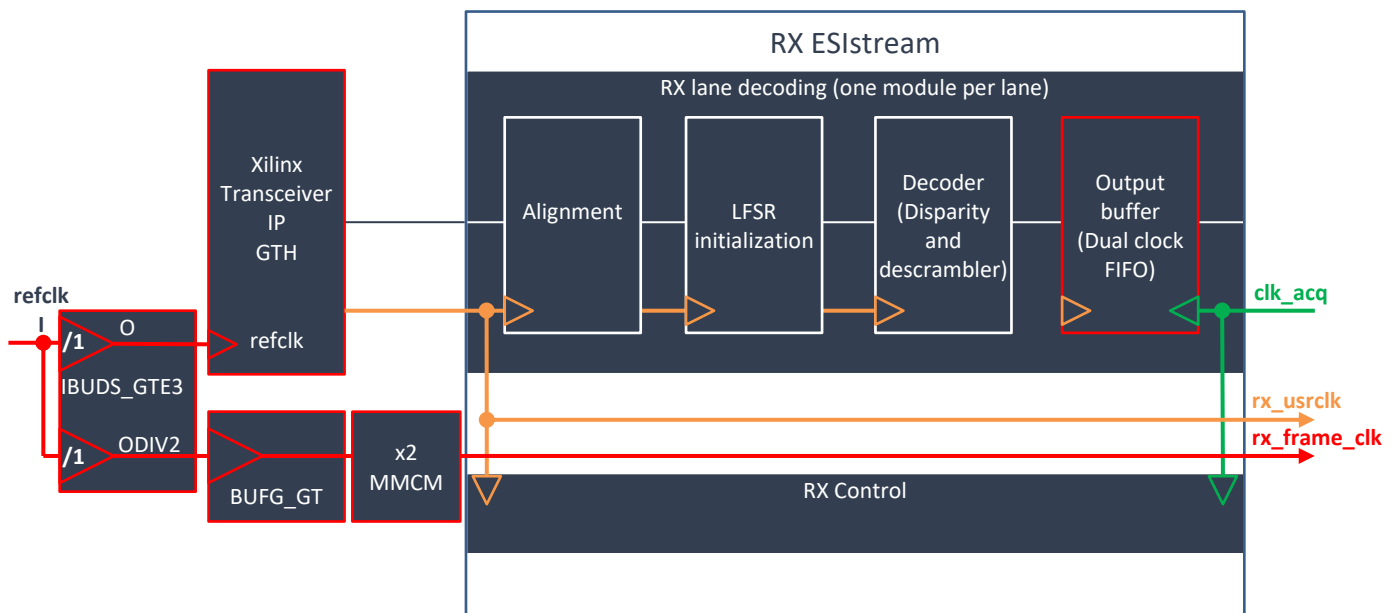 RX ESIstream
RX lane decoding (one module per lane)
Xilinx
Transceiver
IP
GTH
refclk
Alignment
LFSR
initialization
Decoder
(Disparity
and
descrambler)
Output
buffer
(Dual clock
FIFO)
refclk
I
/1
O
IBUDS_GTE3
/1
ODIV2
BUFG_GT
x2
MMCM
clk_acq
rx_usrclk
rx_frame_clk
RX Control